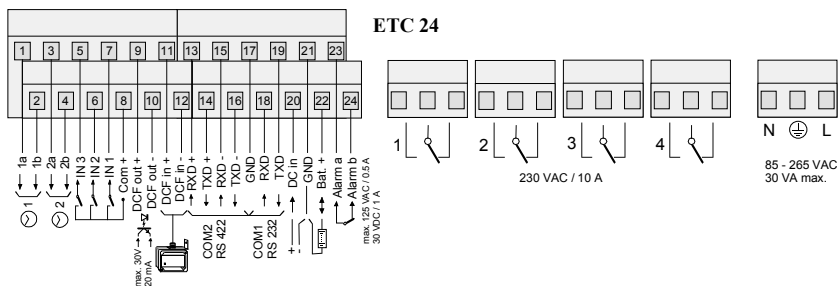 ETC 24
1 3 5 7 9 11 13 15 17 19 21 23
2 4 6 8 10 12 14 16 18 20 22 24
1a
1b
2a
2b
IN 3
IN 2
IN 1
Com +
DCF out +
DCF out -
DCF in +
DCF in -
RXD +
TXD +
RXD -
TXD -
GND
RXD
TXD
DC in
GND
Bat. +
Alarm a
Alarm b
1
2
max. 30V
20 mA
COM2
RS 422
COM1
RS 232
+
-
max. 125 VAC / 0.5 A
30 VDC / 1 A
1 2 3 4
230 VAC / 10 A
N L
85 - 265 VAC
30 VA max.